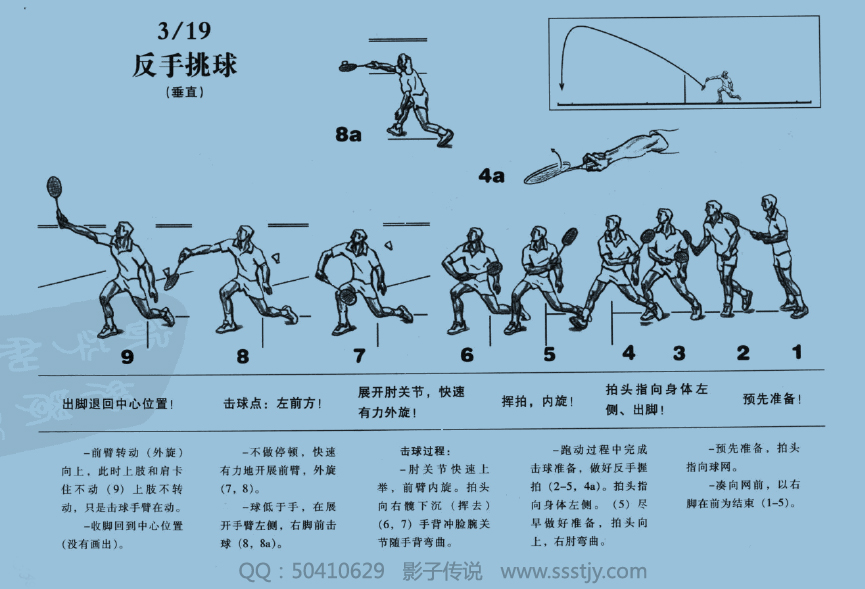 3/19
反手挑球
(垂直)
8a
4a
9 8 7 6 5 4 3 2 1
出脚退回中心位置!
击球点: 左前方!
展开肘关节, 快速
有力外旋!
挥拍, 内旋!
拍头指向身体左
侧、出脚!
预先准备!
-前臂转动 (外旋)
向上, 此时上肢和肩卡
住不动 (9) 上肢不转
动, 只是击球手臂在动。
-收脚回到中心位置
(没有画出)。
-不做停顿, 快速
有力地开展前臂, 外旋
(7, 8)。
-球低于手, 在展
开手臂左侧, 右脚前击
球 (8, 8a)。
击球过程:
-肘关节快速上
举, 前臂内旋。拍头
向右髋下沉 (挥去)
(6, 7) 手背冲脸腕关
节随手背弯曲。
-跑动过程中完成
击球准备, 做好反手握
拍 (2-5, 4a)。拍头指
向身体左侧。 (5) 尽
早做好准备, 拍头向
上, 右肘弯曲。
-预先准备, 拍头
指向球网。
-凑向网前, 以右
脚在前为结束 (1-5)。
QQ：50410629 影子传说 www.ssstjy.com